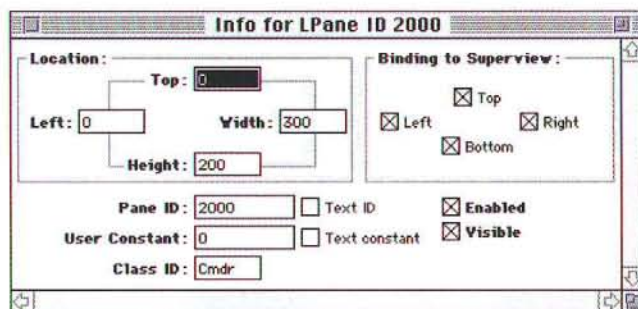 Info for LPane ID 2000
Location: Binding to Superview:
Top: 0 Top
Left: 0 Width: 300 Left Right
Height: 200 Bottom
Pane ID: 2000 Text ID Enabled
User Constant: 0 Text constant Visible
Class ID: Cmdr